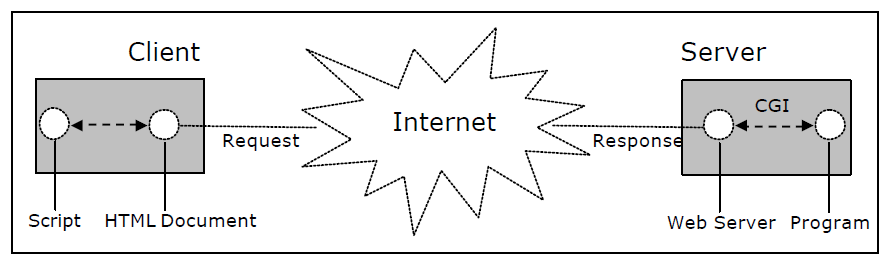 Client
Server
CGI
Internet
Request
Response
Script
HTML Document
Web Server
Program